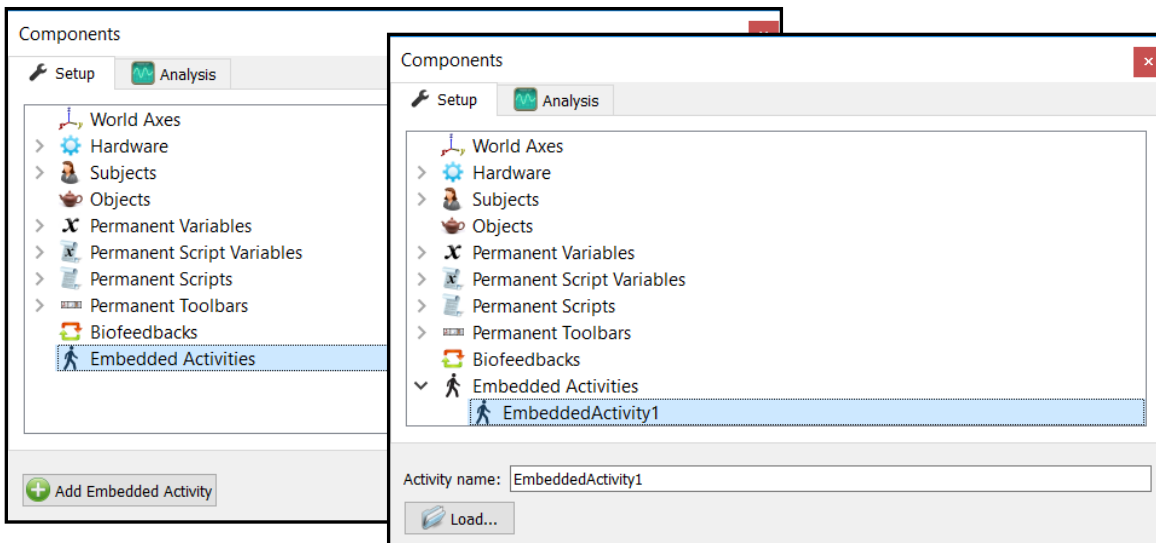 Components
Setup
Analysis
World Axes
Hardware
Subjects
Objects
x Permanent Variables
x Permanent Script Variables
Permanent Scripts
Permanent Toolbars
Biofeedbacks
Embedded Activities
Add Embedded Activity
Components
Setup
Analysis
World Axes
Hardware
Subjects
Objects
x Permanent Variables
x Permanent Script Variables
Permanent Scripts
Permanent Toolbars
Biofeedbacks
Embedded Activities
EmbeddedActivity1
Activity name: EmbeddedActivity1
Load...